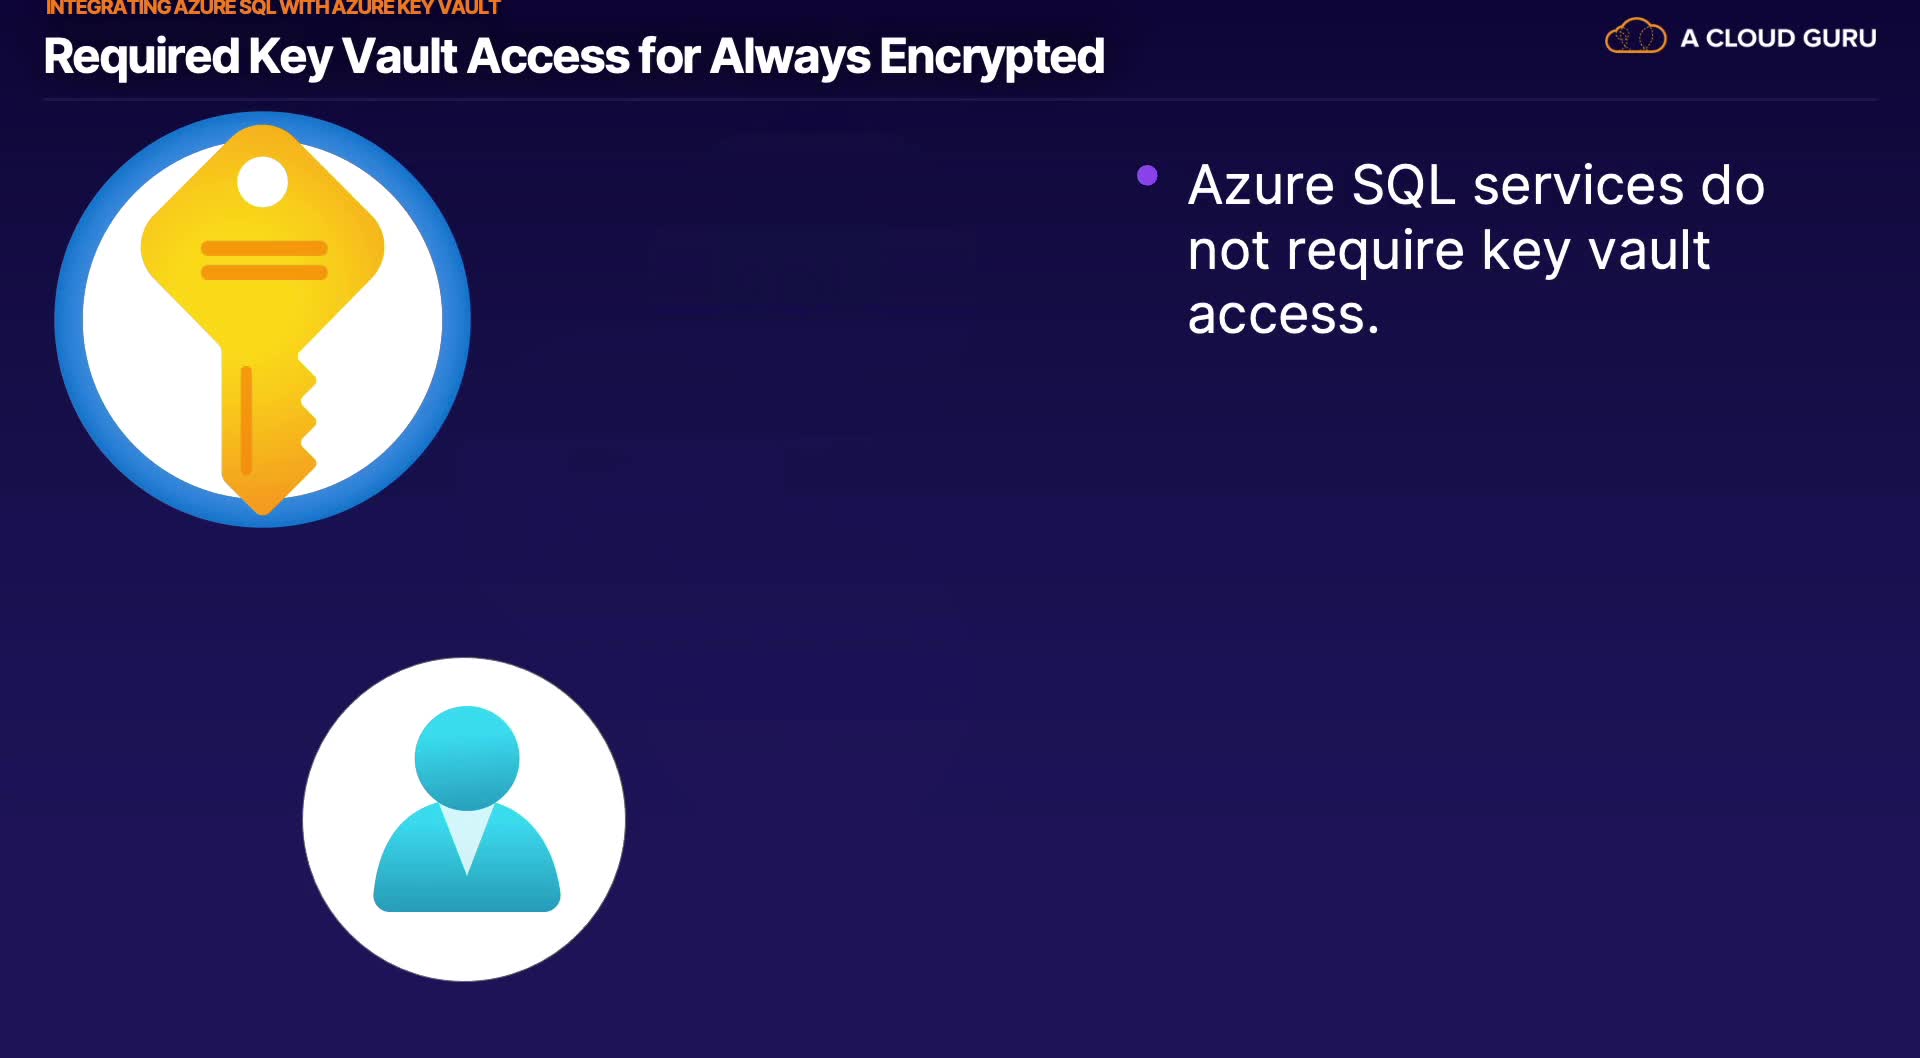 INTEGRATING AZURE SQL WITH AZURE KEY VAULT
Required Key Vault Access for Always Encrypted
A CLOUD GURU
Azure SQL services do
not require key vault
access.